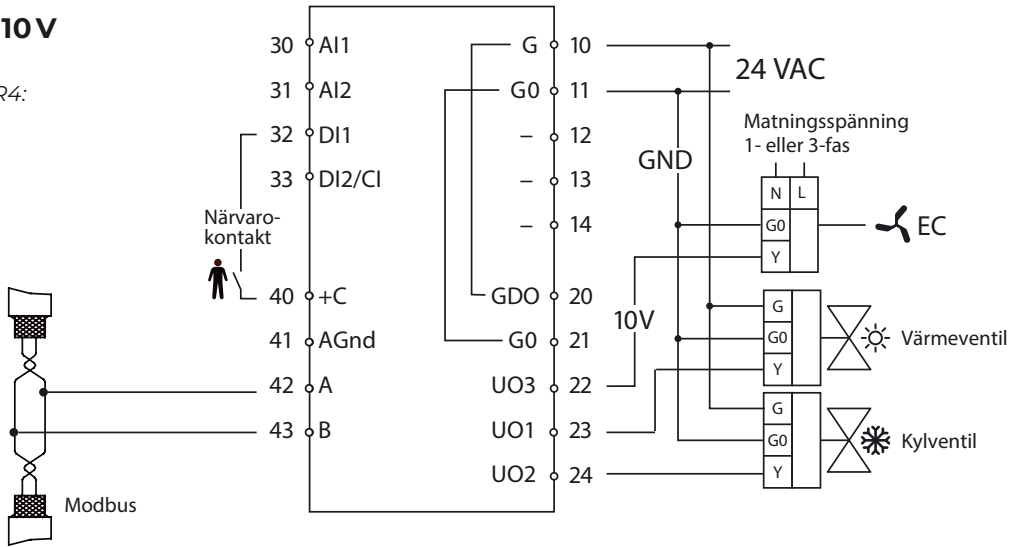 10 V
R4:
30 AI1
31 AI2
32 DI1
33 DI2/CI
Närvaro-
kontakt
40 +C
41 AGnd
42 A
43 B
Modbus
G 10
G0 11
– 12
– 13
– 14
GDO 20
G0 21
UO3 22
UO1 23
UO2 24
24 VAC
GND
10V
Matningsspänning
1- eller 3-fas
N L
G0
Y
EC
G
G0
Y
Värmeventil
G
G0
Y
Kylventil